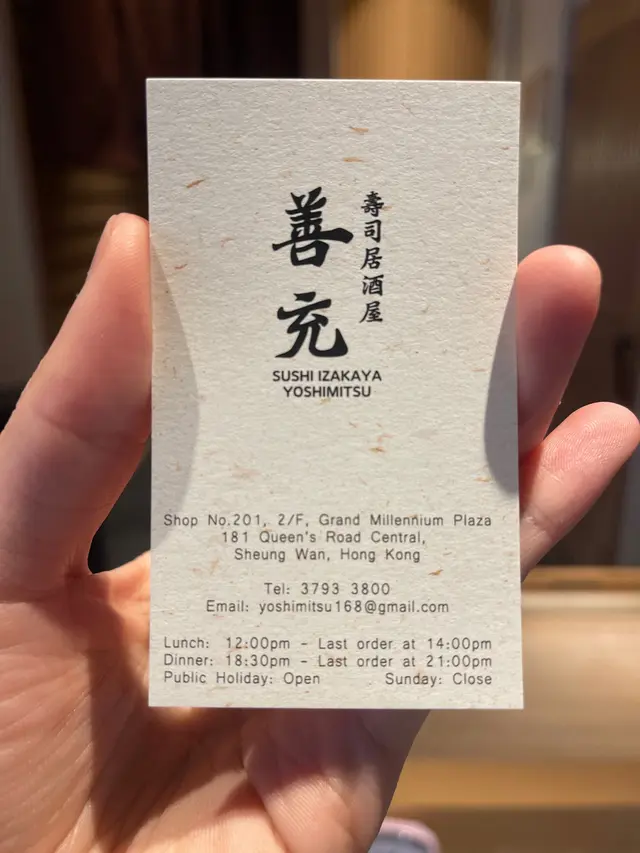 壽司居酒屋
善充
SUSHI IZAKAYA
YOSHIMITSU
Shop No.201, 2/F, Grand Millennium Plaza
181 Queen's Road Central,
Sheung Wan, Hong Kong
Tel: 3793 3800
Email: yoshimitsu168@gmail.com
Lunch: 12:00pm - Last order at 14:00pm
Dinner: 18:30pm - Last order at 21:00pm
Public Holiday: Open Sunday: Close